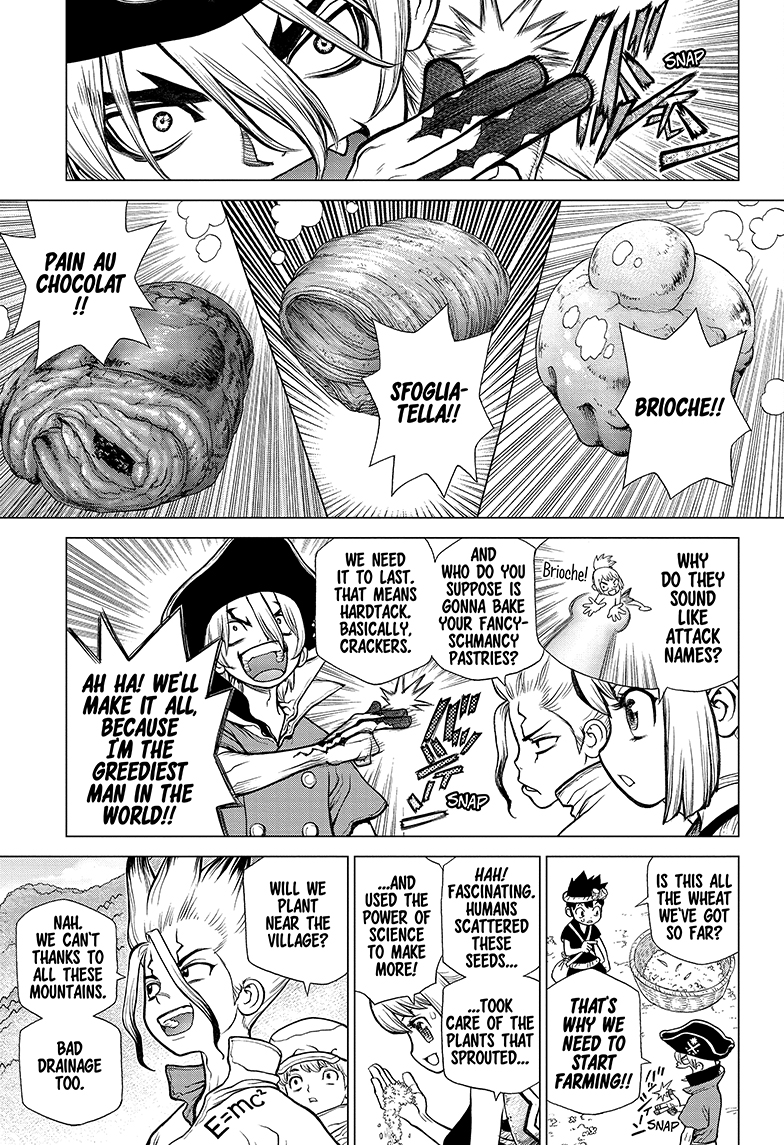 SNAP
BRIOCHE!!
SFOGLIA-
TELLA!!
PAIN AU
CHOCOLAT
!!
WHY
DO THEY
SOUND
LIKE
ATTACK
NAMES?
Brioche!
AND
WHO DO YOU
SUPPOSE IS
GONNA BAKE
YOUR FANCY-
SCHMANCY
PASTRIES?
WE NEED
IT TO LAST.
THAT MEANS
HARDTACK.
BASICALLY,
CRACKERS.
SNAP
AH HA! WE'LL
MAKE IT ALL,
BECAUSE
I'M THE
GREEDIEST
MAN IN THE
WORLD!!
IS THIS ALL
THE WHEAT
WE'VE GOT
SO FAR?
THAT'S
WHY WE
NEED TO
START
FARMING!!
SNAP
HAH!
FASCINATING.
HUMANS
SCATTERED
THESE
SEEDS...
...TOOK
CARE OF THE
PLANTS THAT
SPROUTED...
...AND
USED THE
POWER OF
SCIENCE
TO MAKE
MORE!
WILL WE
PLANT
NEAR THE
VILLAGE?
NAH.
WE CAN'T
THANKS TO
ALL THESE
MOUNTAINS.
BAD
DRAINAGE
TOO.
E=mc²